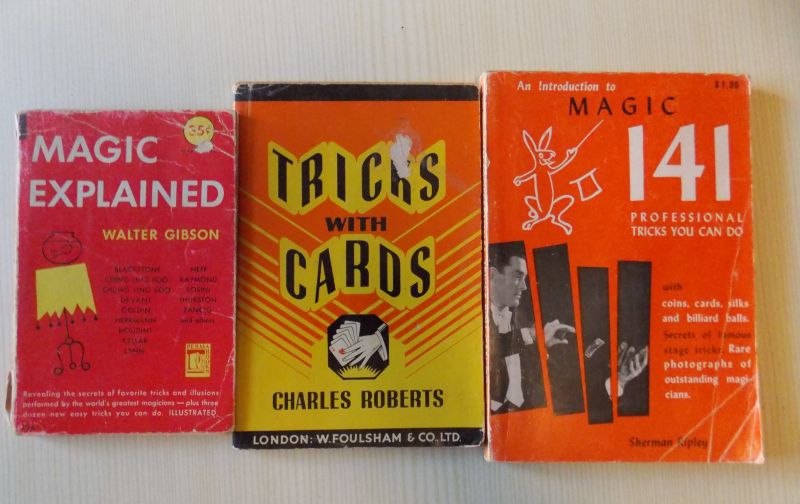 35¢
MAGIC
EXPLAINED
WALTER GIBSON
BLACKSTONE
CHING LING FOO
CHUNG LING SOO
DEVANT
GOLDIN
HERRMANN
HOUDINI
KELLAR
LYNN
NEFF
RAYMOND
ROSINI
THURSTON
ZANCIG
and others
PERMA
Revealing the secrets of favorite tricks and illusions
performed by the world's greatest magicians — plus three
dozen new easy tricks you can do. ILLUSTRATED.
TRICKS
WITH
CARDS
CHARLES ROBERTS
LONDON: W. FOULSHAM & CO. LTD.
An Introduction to
MAGIC
141
PROFESSIONAL
TRICKS YOU CAN DO
with
coins, cards, silks
and billiard balls.
Secrets of famous
stage tricks. Rare
photographs of
outstanding magi-
cians.
Sherman Ripley